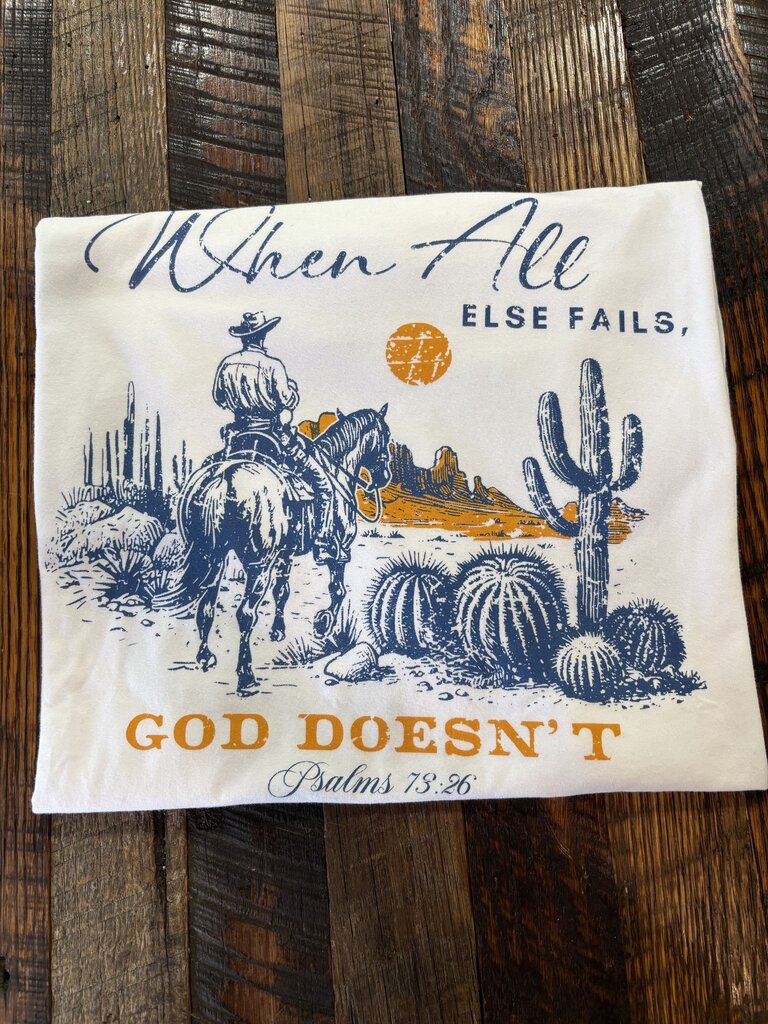 When All
ELSE FAILS,
GOD DOESN'T
Psalms 73:26